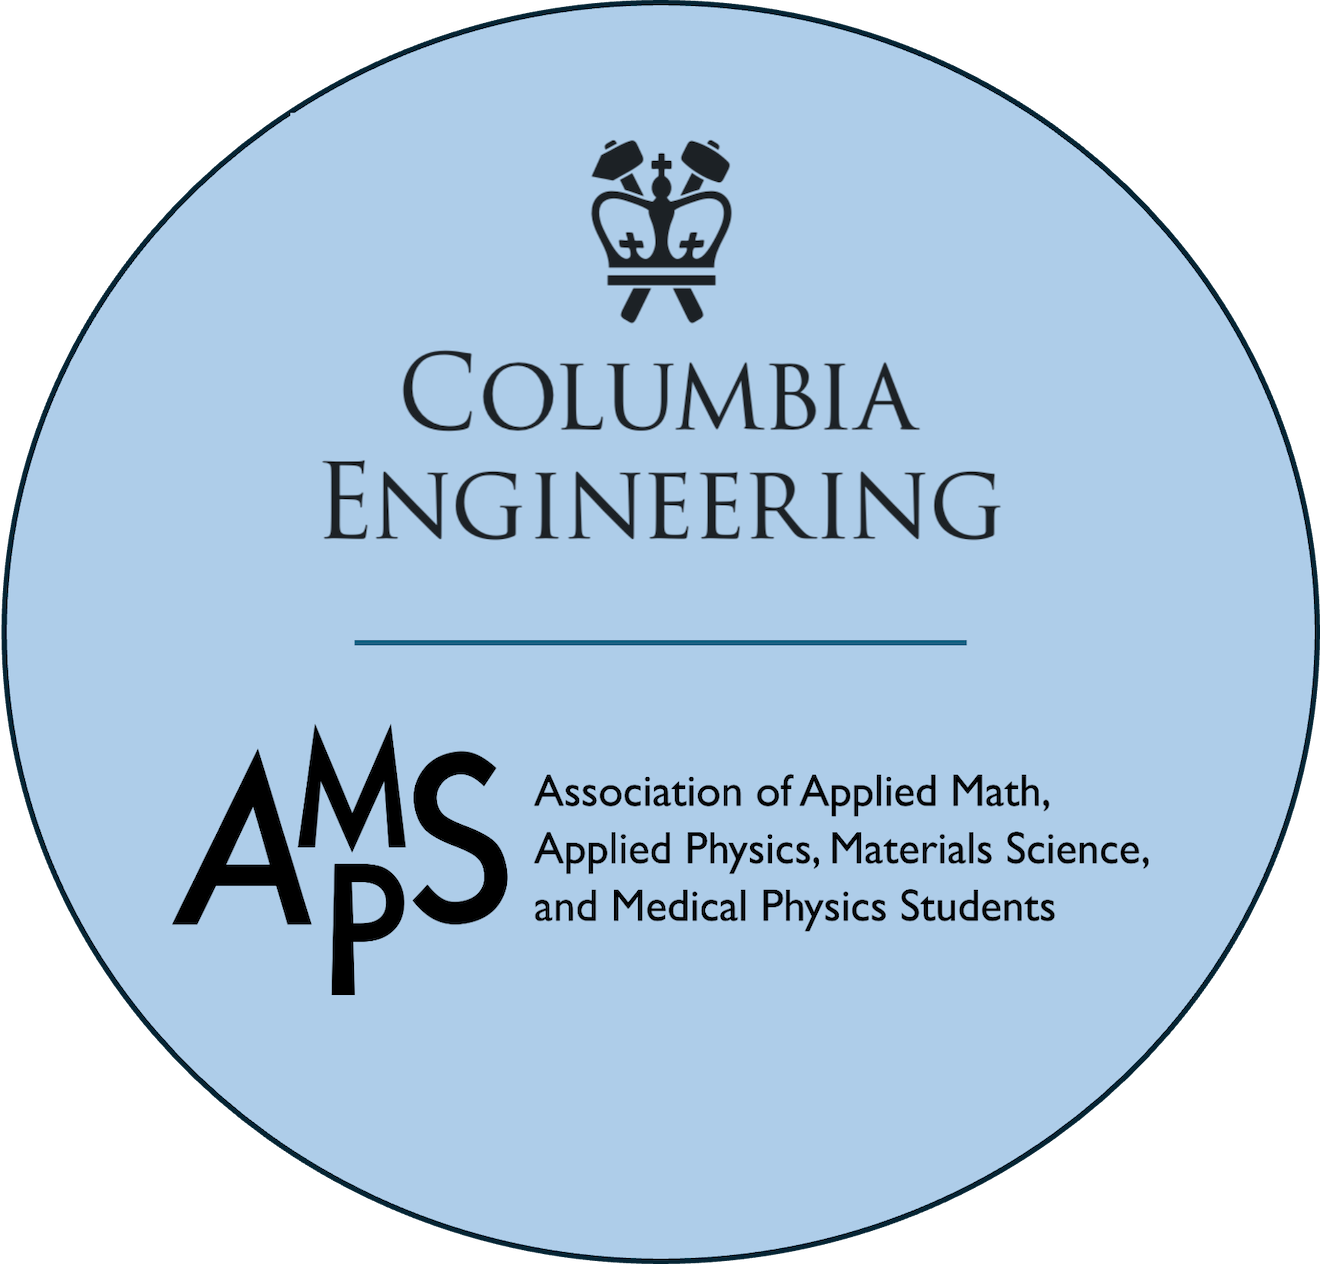 COLUMBIA
ENGINEERING
AMPS
Association of Applied Math,
Applied Physics, Materials Science,
and Medical Physics Students